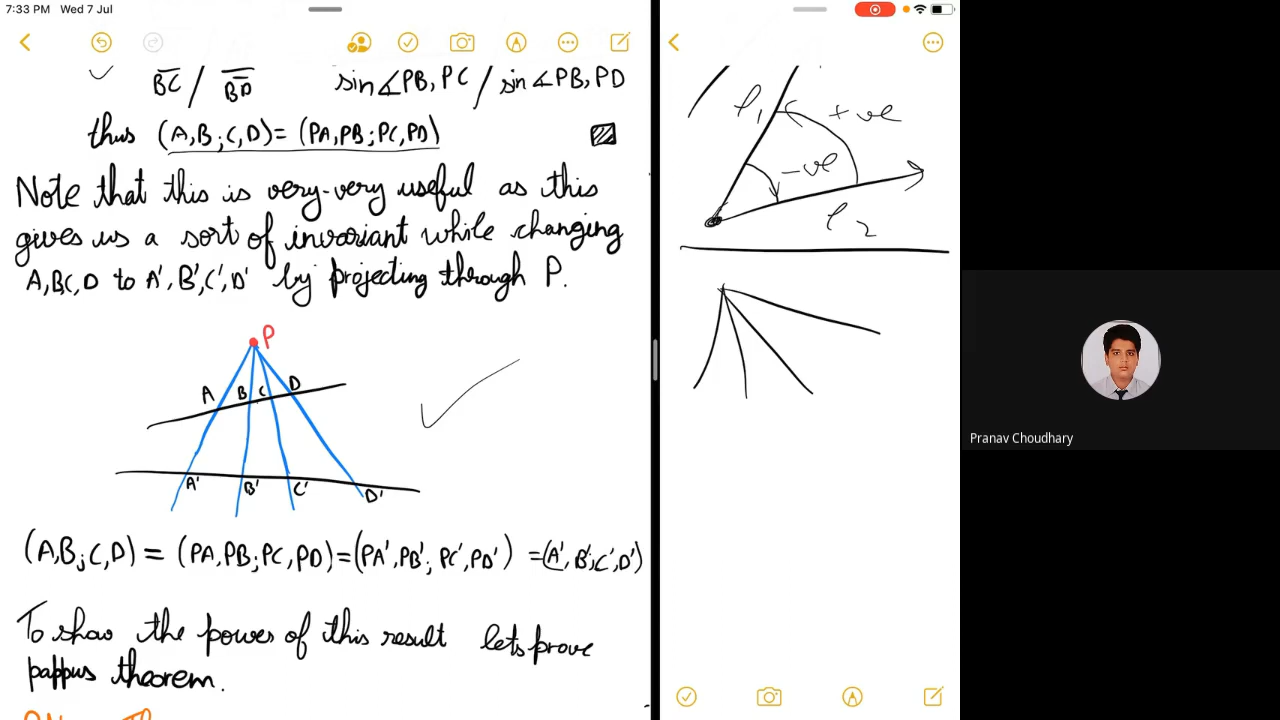 7:33 PM Wed 7 Jul
B̅C̅ / B̅D̅ sin∡PB, PC / sin∡PB, PD
thus (A,B;C,D)=(PA,PB;PC,PD)
Note that this is very-very useful as this
gives us a sort of invariant while changing
A,B,C,D to A',B',C',D' by projecting through P.
P
A B C D
A' B' C' D'
(A,B;C,D) = (PA,PB;PC,PD)=(PA',PB';PC',PD') =(A',B';C',D')
To show the power of this result lets prove
pappus theorem.
l1 +ve
-ve
l2
Pranav Choudhary